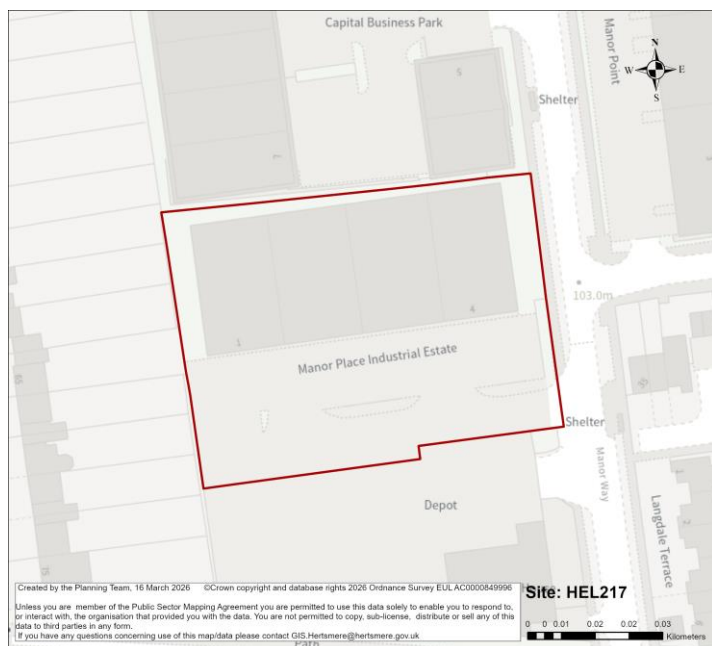 Capital Business Park
Manor Point
N
W E
S
5
Shelter
7
103.0m
4
1
Manor Place Industrial Estate
Shelter
Depot
Manor Way
Langdale Terrace
1
2
Created by the Planning Team, 16 March 2026 ©Crown copyright and database rights 2026 Ordnance Survey EUL AC0000849996
Unless you are member of the Public Sector Mapping Agreement you are permitted to use this data solely to enable you to respond to,
or interact with, the organisation that provided you with the data. You are not permitted to copy, sub-license, distribute or sell any of this
data to third parties in any form.
If you have any questions concerning use of this map/data please contact GIS.Hertsmere@hertsmere.gov.uk
Park
Site: HEL217
0 0.01 0.01 0.02 0.03 0.03
Kilometers